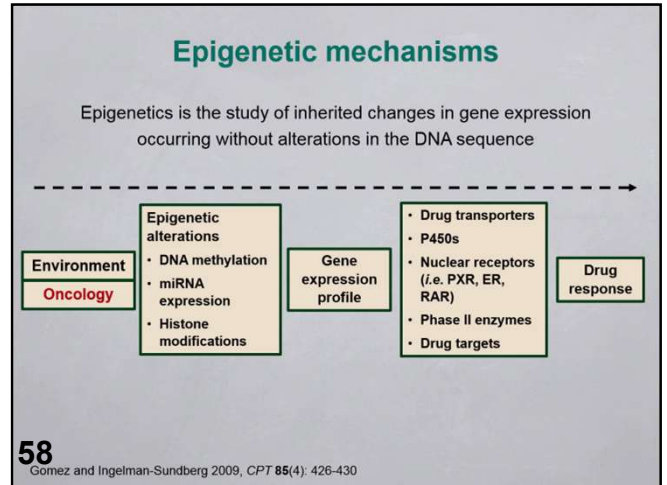 Epigenetic mechanisms
Epigenetics is the study of inherited changes in gene expression
occurring without alterations in the DNA sequence
Environment
Oncology
Epigenetic
alterations
• DNA methylation
• miRNA
expression
• Histone
modifications
Gene
expression
profile
• Drug transporters
• P450s
• Nuclear receptors
(i.e. PXR, ER,
RAR)
• Phase II enzymes
• Drug targets
Drug
response
58
Gomez and Ingelman-Sundberg 2009, CPT 85(4): 426-430